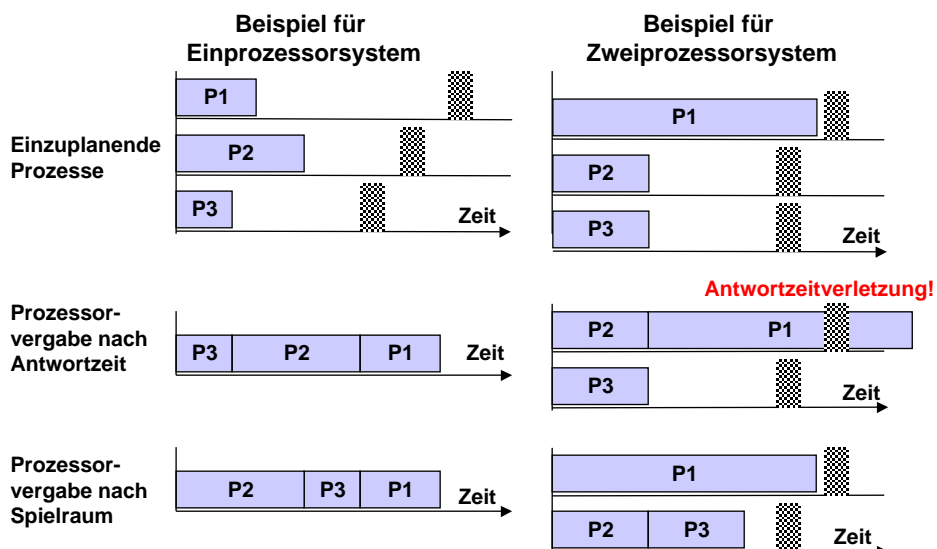 Beispiel für
Einprozessorsystem
Beispiel für
Zweiprozessorsystem
Einzuplanende
Prozesse
P1
P2
P3
Zeit
P1
P2
P3
Zeit
Antwortzeitverletzung!
Prozessor-
vergabe nach
Antwortzeit
P3 P2 P1 Zeit
P2 P1
P3
Zeit
Prozessor-
vergabe nach
Spielraum
P2 P3 P1 Zeit
P1
P2 P3 Zeit